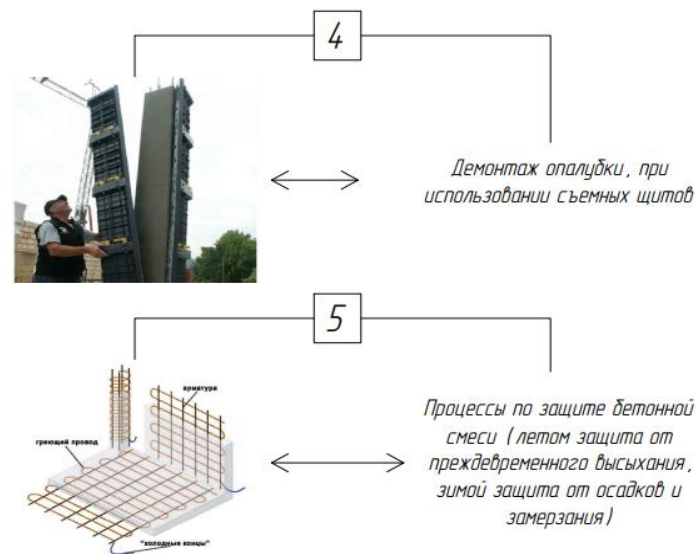 4
Демонтаж опалубки, при
использовании съемных щитов
5
арматура
греющий провод
"холодные концы"
Процессы по защите бетонной
смеси (летом защита от
преждевременного высыхания,
зимой защита от осадков и
замерзания)